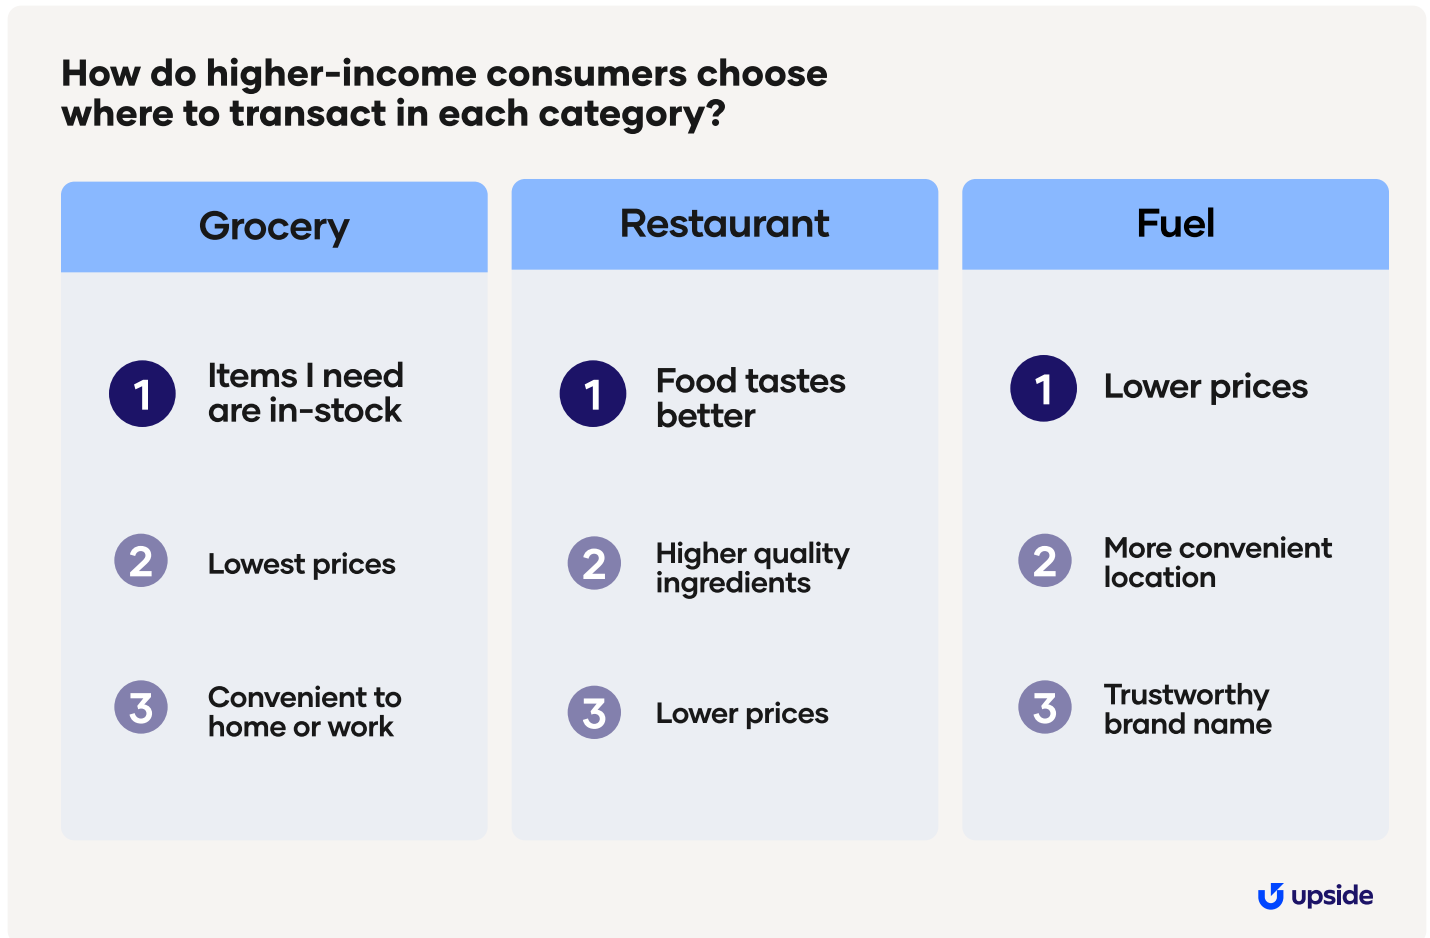 How do higher-income consumers choose
where to transact in each category?
Grocery
1
Items I need
are in-stock
2
Lowest prices
3
Convenient to
home or work
Restaurant
1
Food tastes
better
2
Higher quality
ingredients
3
Lower prices
Fuel
1
Lower prices
2
More convenient
location
3
Trustworthy
brand name
upside